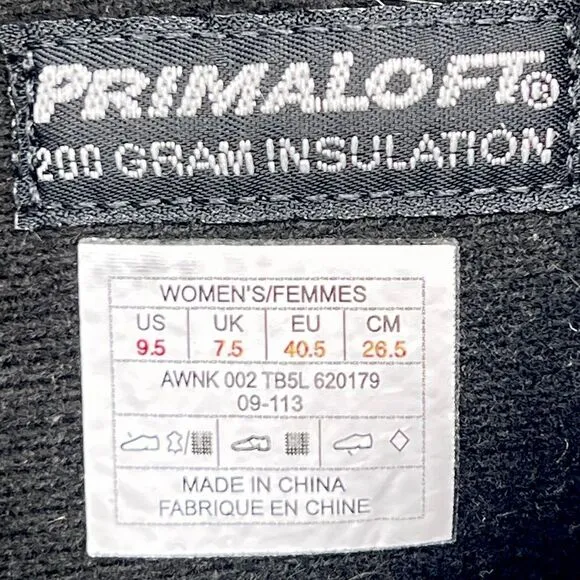 PRIMALOFT®
200 GRAM INSULATION
WOMEN'S/FEMMES
US UK EU CM
9.5 7.5 40.5 26.5
AWNK 002 TB5L 620179
09-113
MADE IN CHINA
FABRIQUE EN CHINE